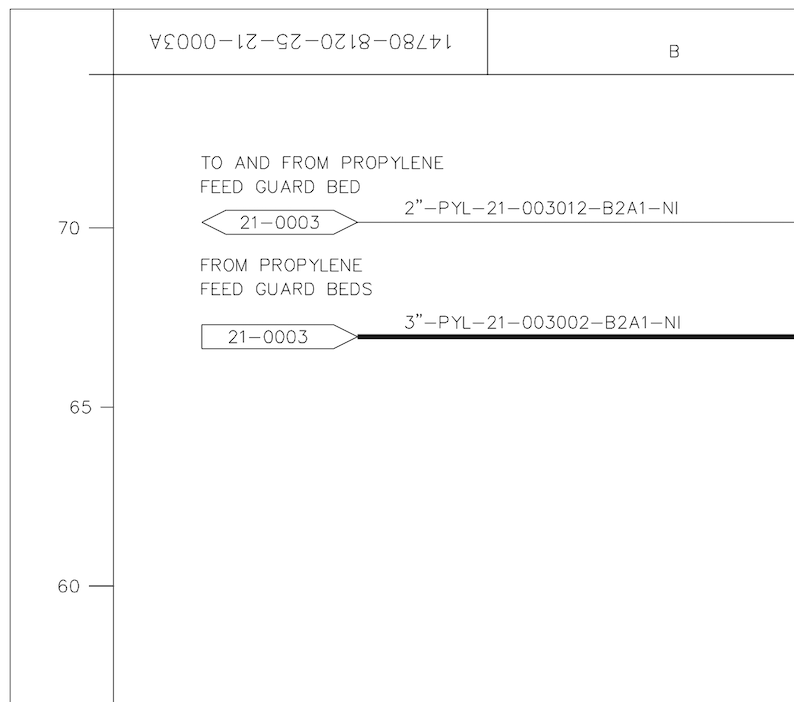 14780-8120-25-21-0003A
B
TO AND FROM PROPYLENE
FEED GUARD BED
2”-PYL-21-003012-B2A1-NI
21-0003
70
FROM PROPYLENE
FEED GUARD BEDS
3”-PYL-21-003002-B2A1-NI
21-0003
65
60